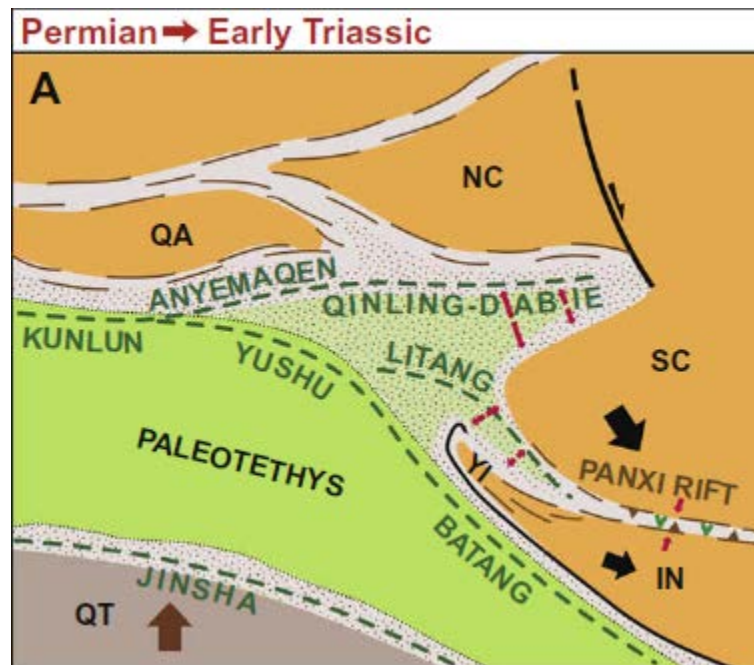 Permian → Early Triassic
A
NC
QA
ANYEMAQEN
QINLING-DABIE
KUNLUN
YUSHU
LITANG
SC
PALEOTETHYS
YI
PANXI RIFT
BATANG
IN
JINSHA
QT